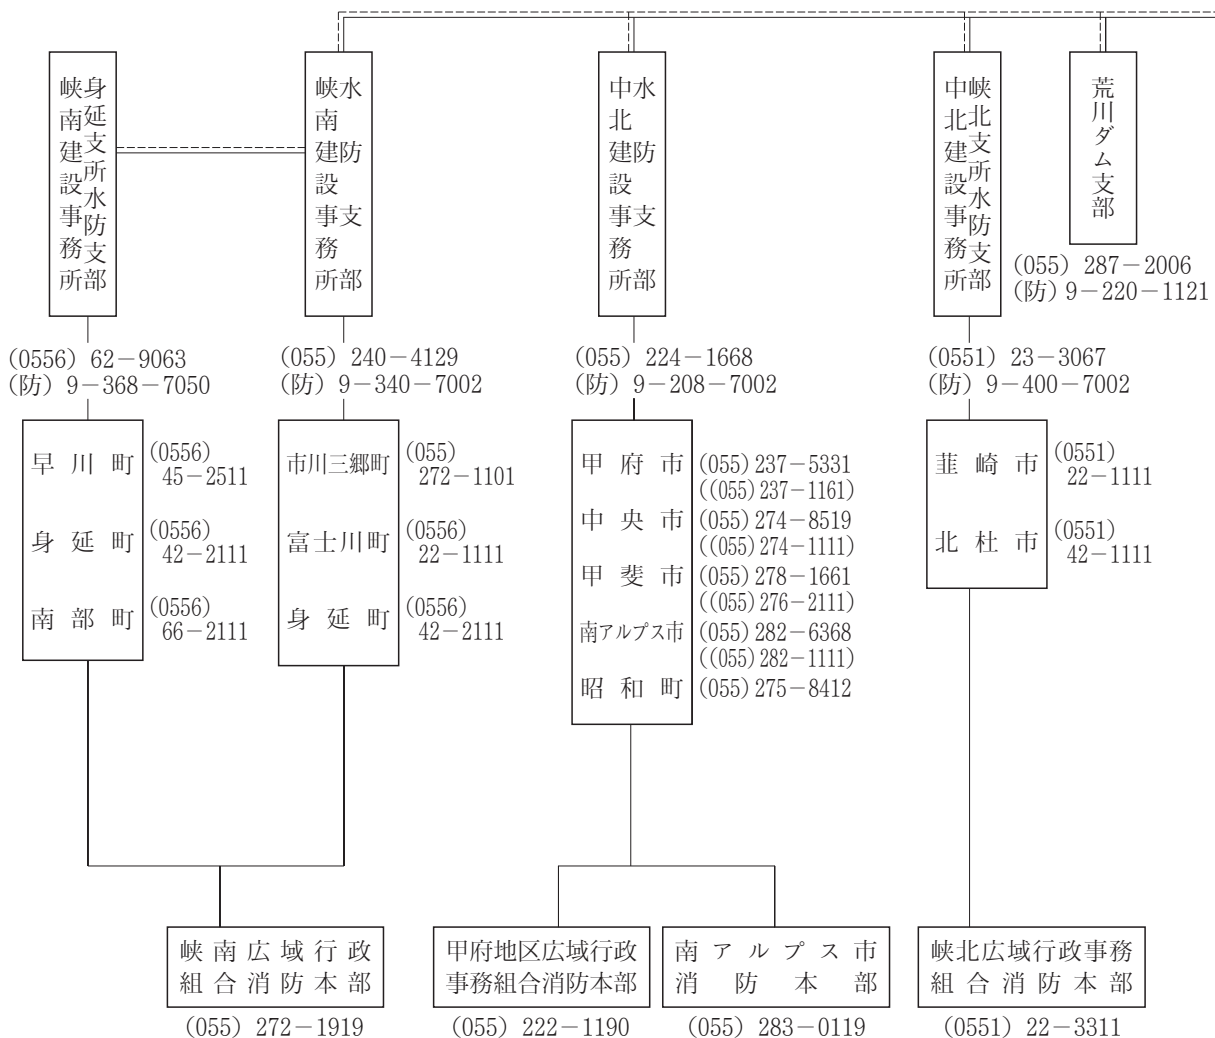 峡南建設事務所
身延支所水防支部
峡南建設事務所
水防支部
中北建設事務所
水防支部
中北建設事務所
峡北支所水防支部
荒川ダム支部
(055) 287－2006
(防) 9－220－1121
(0556) 62－9063
(防) 9－368－7050
(055) 240－4129
(防) 9－340－7002
(055) 224－1668
(防) 9－208－7002
(0551) 23－3067
(防) 9－400－7002
早川町 (0556)
45－2511
身延町 (0556)
42－2111
南部町 (0556)
66－2111
市川三郷町 (055)
272－1101
富士川町 (0556)
22－1111
身延町 (0556)
42－2111
甲府市 (055) 237－5331
((055) 237－1161)
中央市 (055) 274－8519
((055) 274－1111)
甲斐市 (055) 278－1661
((055) 276－2111)
南アルプス市 (055) 282－6368
((055) 282－1111)
昭和町 (055) 275－8412
韮崎市 (0551)
22－1111
北杜市 (0551)
42－1111
峡南広域行政
組合消防本部
(055) 272－1919
甲府地区広域行政
事務組合消防本部
(055) 222－1190
南アルプス市
消防本部
(055) 283－0119
峡北広域行政事務
組合消防本部
(0551) 22－3311